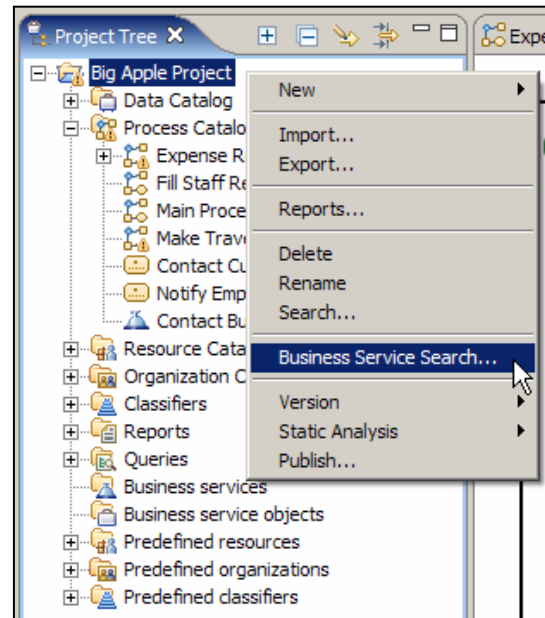 Project Tree
Expe
Big Apple Project
Data Catalog
Process Catalo
Expense R
Fill Staff Re
Main Proce
Make Trav
Contact Cu
Notify Emp
Contact Bu
Resource Cata
Organization C
Classifiers
Reports
Queries
Business services
Business service objects
Predefined resources
Predefined organizations
Predefined classifiers
New
Import...
Export...
Reports...
Delete
Rename
Search...
Business Service Search...
Version
Static Analysis
Publish...